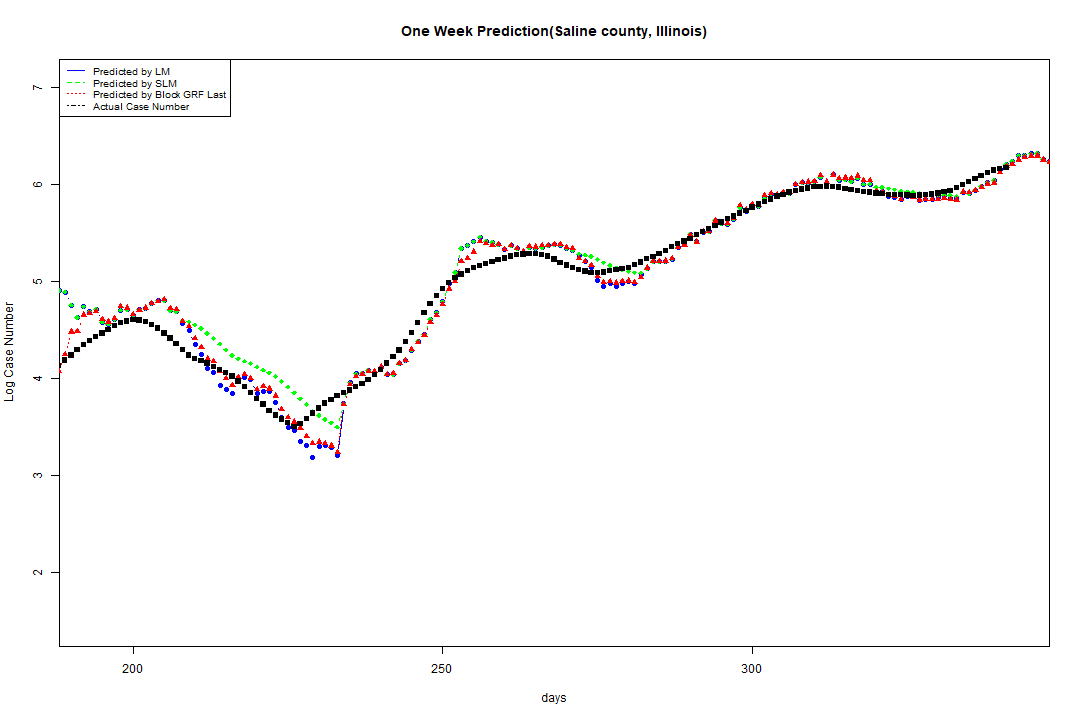 One Week Prediction(Saline county, Illinois)
Predicted by LM
Predicted by SLM
Predicted by Block GRF Last
Actual Case Number
7
6
5
4
3
2
Log Case Number
200 250 300
days